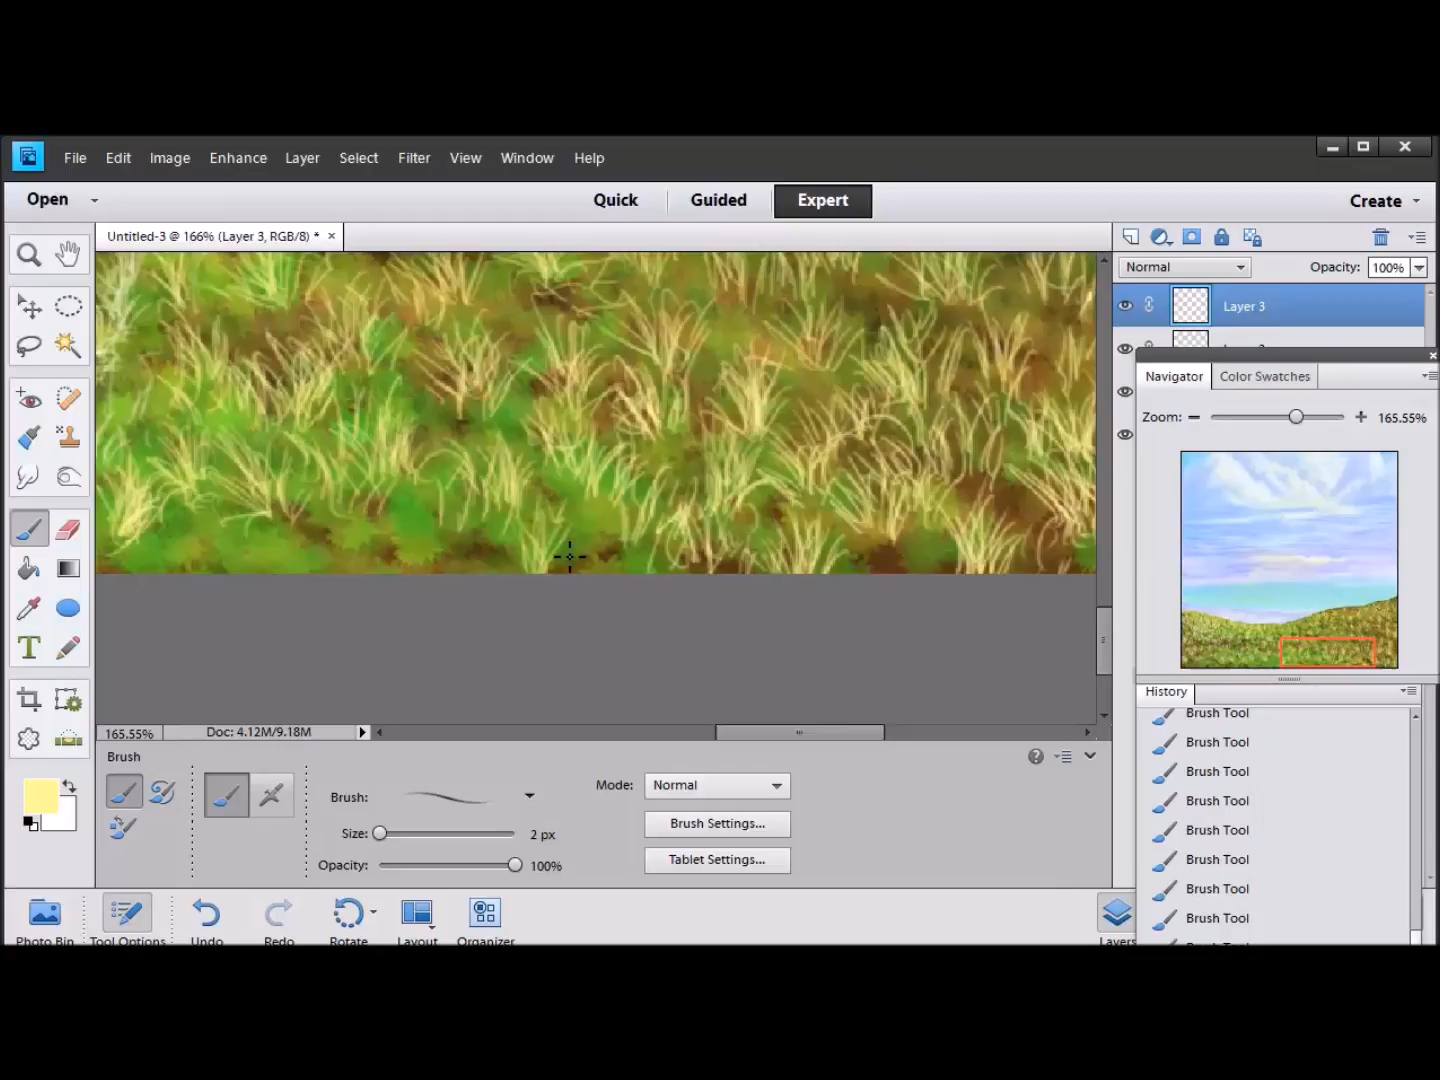 File Edit Image Enhance Layer Select Filter View Window Help
Open Quick Guided Expert Create
Untitled-3 @ 166% (Layer 3, RGB/8) * ×
Normal Opacity: 100%
Layer 3
Navigator Color Swatches
Zoom: 165.55%
History
Brush Tool
Brush Tool
Brush Tool
Brush Tool
Brush Tool
Brush Tool
Brush Tool
Brush Tool
165.55% Doc: 4.12M/9.18M
Brush
Brush:
Size: 2 px
Opacity: 100%
Mode: Normal
Brush Settings...
Tablet Settings...
Photo Bin Tool Options Undo Redo Rotate Layout Organizer Layers